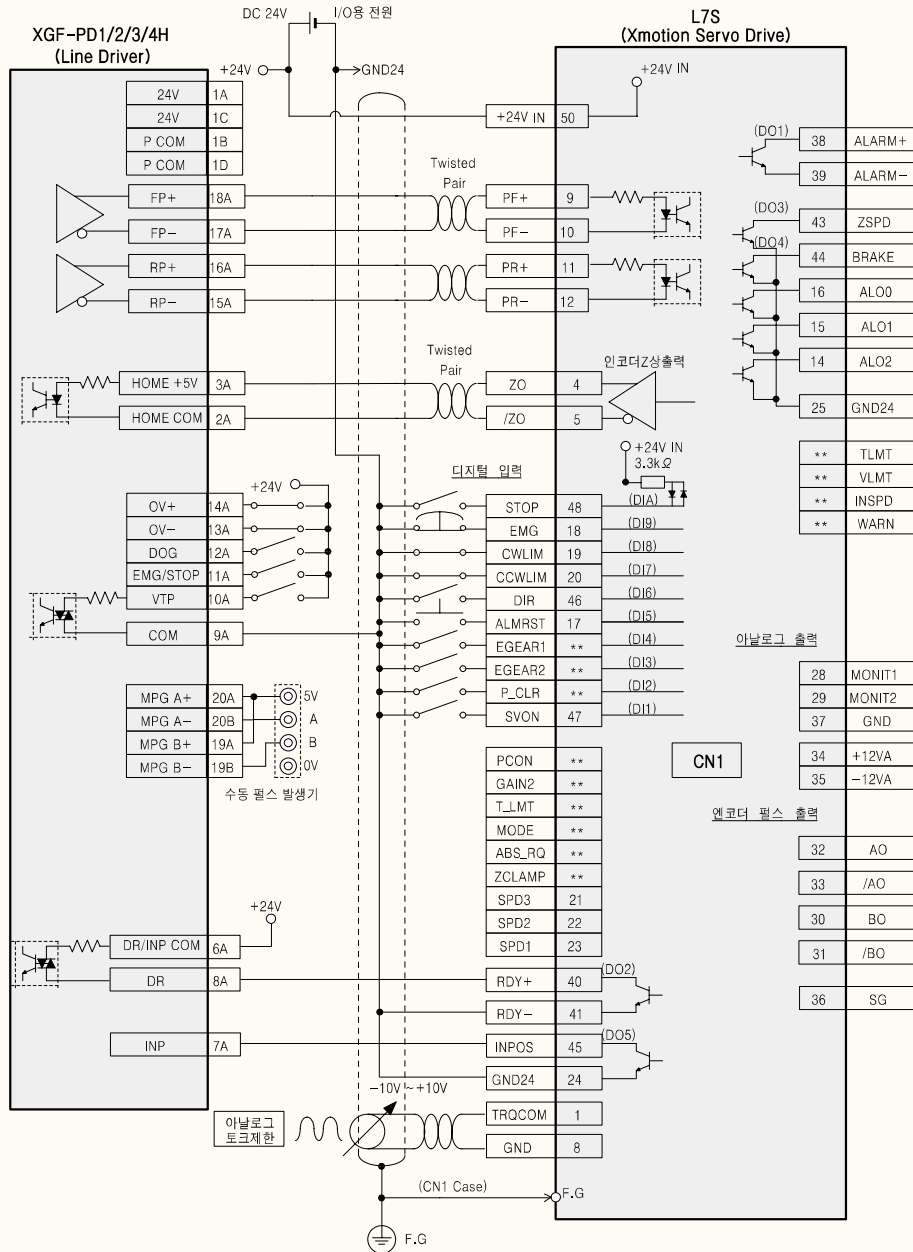 DC 24V I/O용 전원
XGF-PD1/2/3/4H
(Line Driver)
L7S
(Xmotion Servo Drive)
+24V
GND24
+24V IN
24V 1A
24V 1C
P COM 1B
P COM 1D
FP+ 18A
FP- 17A
RP+ 16A
RP- 15A
HOME +5V 3A
HOME COM 2A
+24V
OV+ 14A
OV- 13A
DOG 12A
EMG/STOP 11A
VTP 10A
COM 9A
MPG A+ 20A
MPG A- 20B
MPG B+ 19A
MPG B- 19B
5V
A
B
0V
수동 펄스 발생기
+24V
DR/INP COM 6A
DR 8A
INP 7A
아날로그
토크제한
-10V ~ +10V
(CN1 Case)
F.G
F.G
Twisted
Pair
Twisted
Pair
디지털 입력
+24V IN 50
PF+ 9
PF- 10
PR+ 11
PR- 12
ZO 4
/ZO 5
인코더Z상출력
+24V IN
3.3kΩ
STOP 48 (DIA)
EMG 18 (DI9)
CWLIM 19 (DI8)
CCWLIM 20 (DI7)
DIR 46 (DI6)
ALMRST 17 (DI5)
EGEAR1 ** (DI4)
EGEAR2 ** (DI3)
P_CLR ** (DI2)
SVON 47 (DI1)
PCON **
GAIN2 **
T_LMT **
MODE **
ABS_RQ **
ZCLAMP **
SPD3 21
SPD2 22
SPD1 23
RDY+ 40 (DO2)
RDY- 41
INPOS 45 (DO5)
GND24 24
TRQCOM 1
GND 8
CN1
(DO1) 38 ALARM+
39 ALARM-
(DO3) 43 ZSPD
(DO4) 44 BRAKE
16 ALO0
15 ALO1
14 ALO2
25 GND24
** TLMT
** VLMT
** INSPD
** WARN
아날로그 출력
28 MONIT1
29 MONIT2
37 GND
34 +12VA
35 -12VA
엔코더 펄스 출력
32 AO
33 /AO
30 BO
31 /BO
36 SG